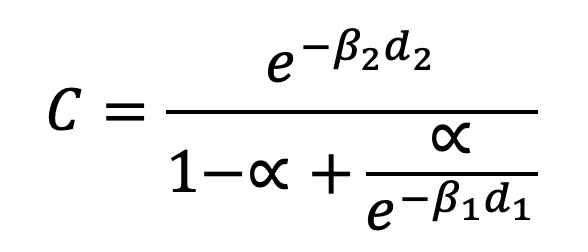 C = e^{-β₂d₂} / (1-∝ + ∝ / e^{-β₁d₁})